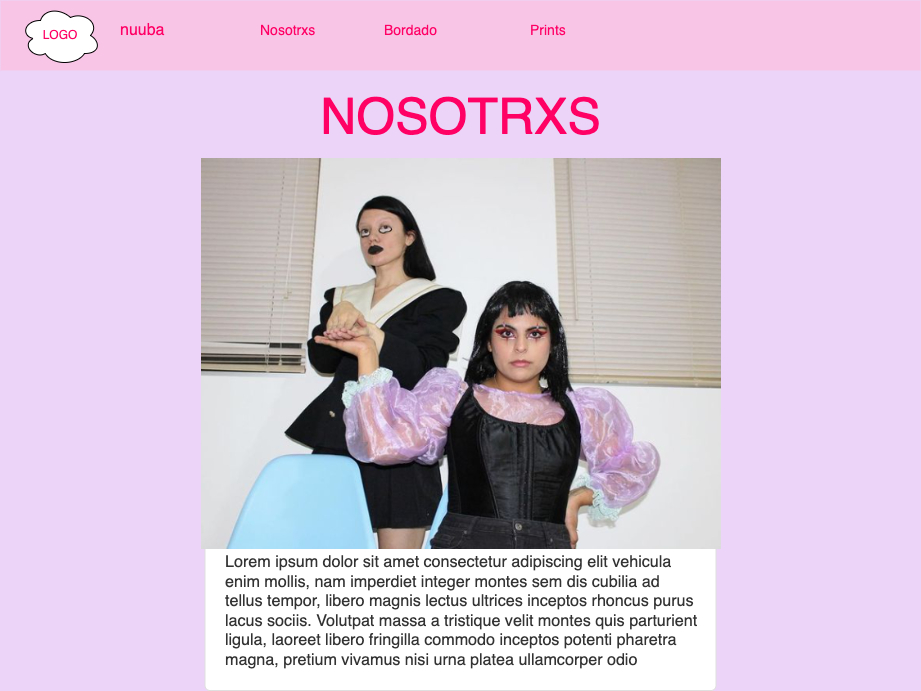 LOGO nuuba Nosotrxs Bordado Prints
NOSOTRXS
Lorem ipsum dolor sit amet consectetur adipiscing elit vehicula
enim mollis, nam imperdiet integer montes sem dis cubilia ad
tellus tempor, libero magnis lectus ultrices inceptos rhoncus purus
lacus sociis. Volutpat massa a tristique velit montes quis parturient
ligula, laoreet libero fringilla commodo inceptos potenti pharetra
magna, pretium vivamus nisi urna platea ullamcorper odio